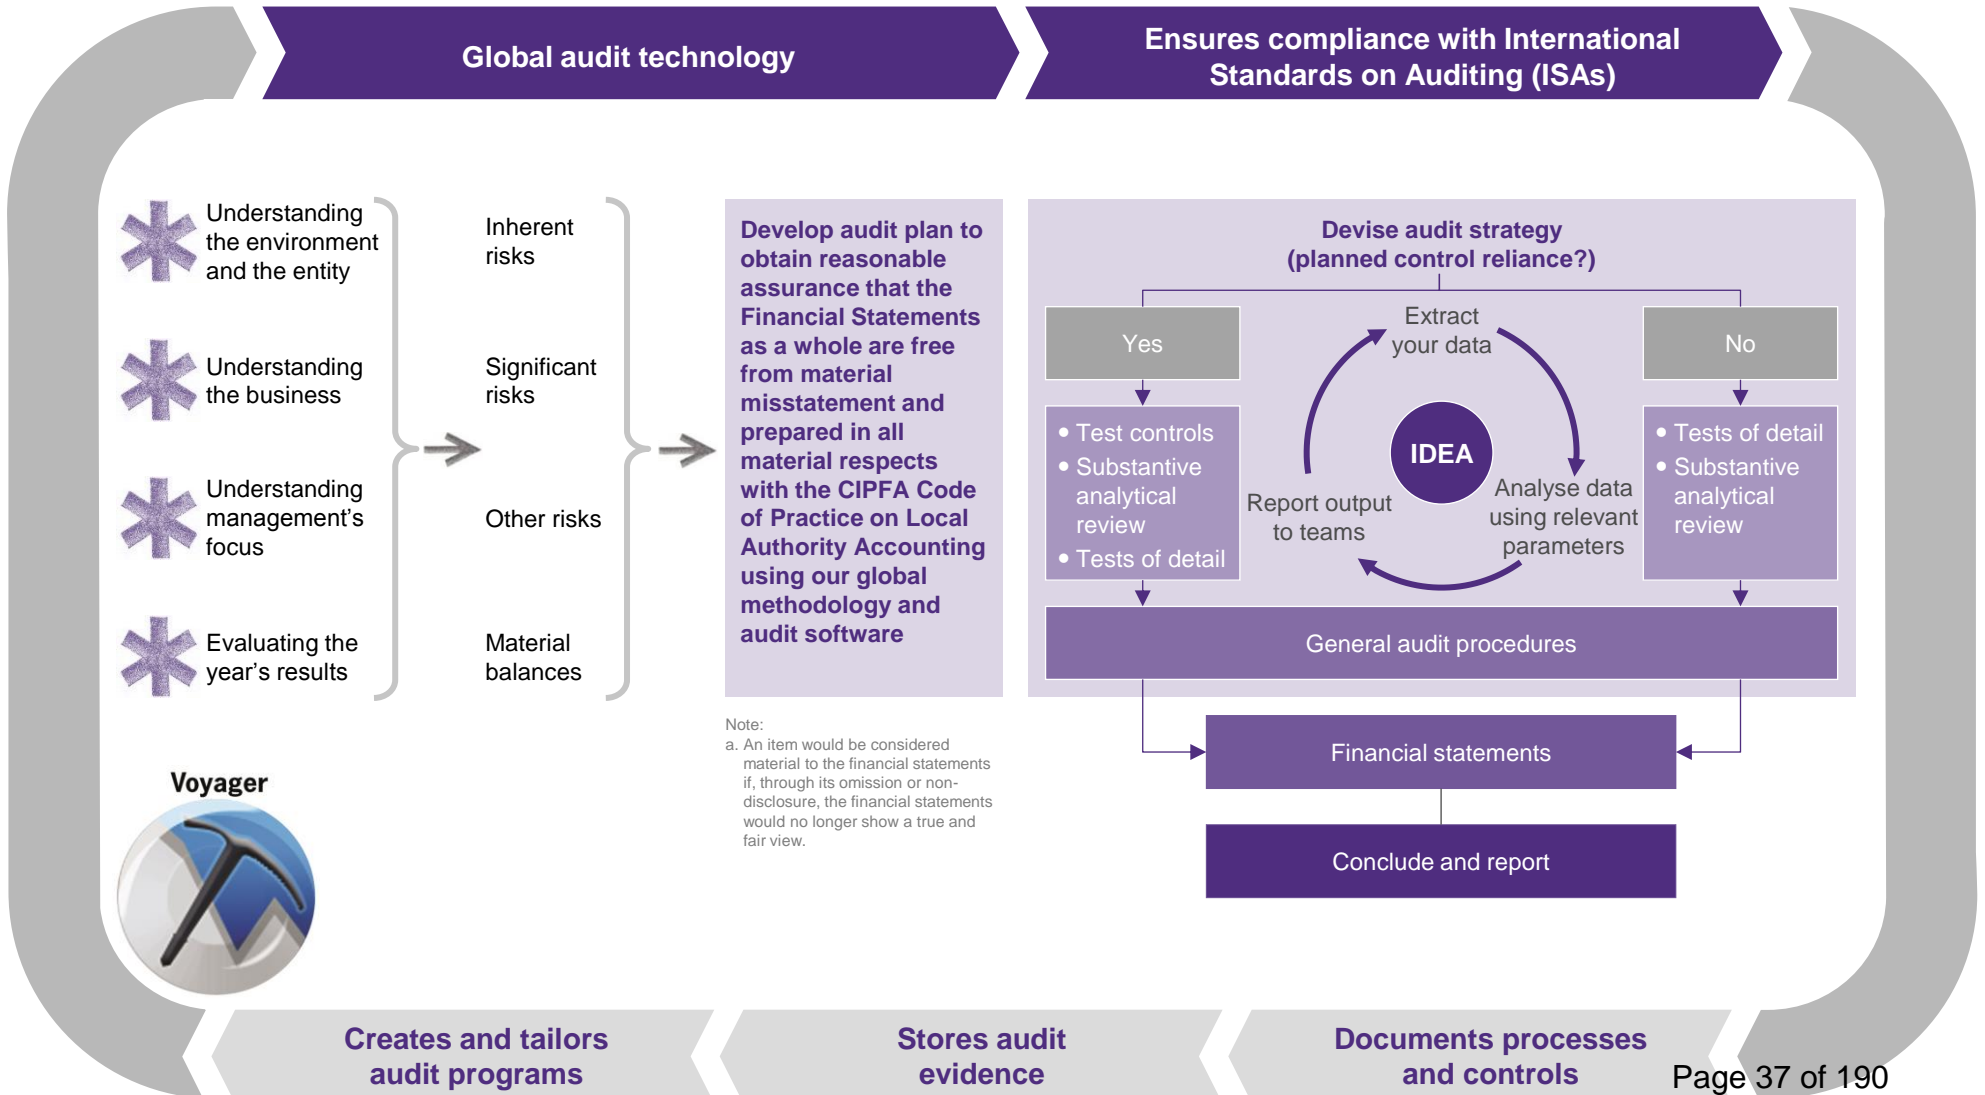 Global audit technology
Ensures compliance with International
Standards on Auditing (ISAs)
Understanding
the environment
and the entity
Understanding
the business
Understanding
management’s
focus
Evaluating the
year’s results
Inherent
risks
Significant
risks
Other risks
Material
balances
Develop audit plan to
obtain reasonable
assurance that the
Financial Statements
as a whole are free
from material
misstatement and
prepared in all
material respects
with the CIPFA Code
of Practice on Local
Authority Accounting
using our global
methodology and
audit software
Note:
a. An item would be considered
material to the financial statements
if, through its omission or non-
disclosure, the financial statements
would no longer show a true and
fair view.
Devise audit strategy
(planned control reliance?)
Yes
• Test controls
• Substantive
analytical
review
• Tests of detail
Extract
your data
IDEA
Analyse data
using relevant
parameters
Report output
to teams
No
• Tests of detail
• Substantive
analytical
review
General audit procedures
Financial statements
Conclude and report
Voyager
Creates and tailors
audit programs
Stores audit
evidence
Documents processes
and controls
Page 37 of 190